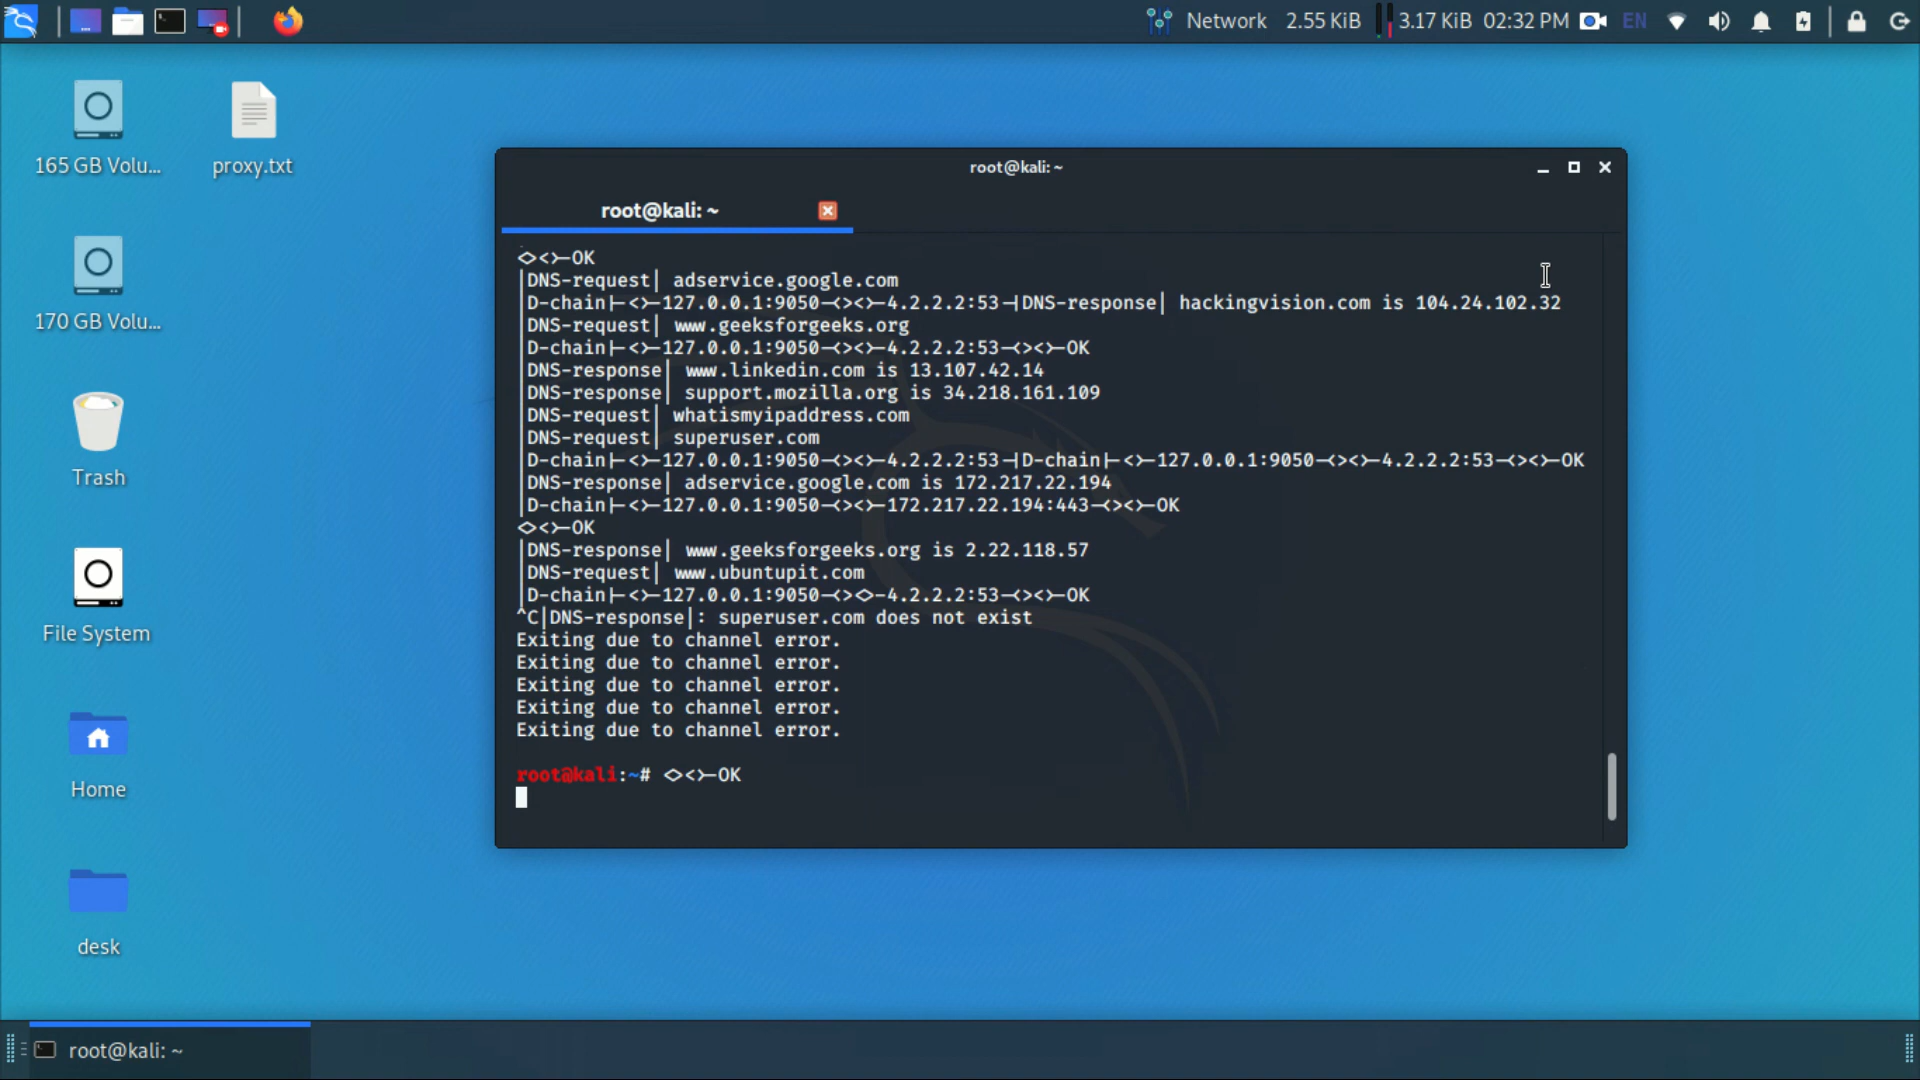 Network 2.55 KiB 3.17 KiB 02:32 PM EN
165 GB Volu...
proxy.txt
170 GB Volu...
Trash
File System
Home
desk
root@kali: ~
root@kali: ~
<><>-OK
|DNS-request| adservice.google.com
|D-chain|-<>-127.0.0.1:9050-<><>-4.2.2.2:53-|DNS-response| hackingvision.com is 104.24.102.32
|DNS-request| www.geeksforgeeks.org
|D-chain|-<>-127.0.0.1:9050-<><>-4.2.2.2:53-<><>-OK
|DNS-response| www.linkedin.com is 13.107.42.14
|DNS-response| support.mozilla.org is 34.218.161.109
|DNS-request| whatismyipaddress.com
|DNS-request| superuser.com
|D-chain|-<>-127.0.0.1:9050-<><>-4.2.2.2:53-|D-chain|-<>-127.0.0.1:9050-<><>-4.2.2.2:53-<><>-OK
|DNS-response| adservice.google.com is 172.217.22.194
|D-chain|-<>-127.0.0.1:9050-<><>-172.217.22.194:443-<><>-OK
<><>-OK
|DNS-response| www.geeksforgeeks.org is 2.22.118.57
|DNS-request| www.ubuntupit.com
|D-chain|-<>-127.0.0.1:9050-<><>-4.2.2.2:53-<><>-OK
^C|DNS-response|: superuser.com does not exist
Exiting due to channel error.
Exiting due to channel error.
Exiting due to channel error.
Exiting due to channel error.
Exiting due to channel error.
root@kali:~# <><>-OK
root@kali: ~